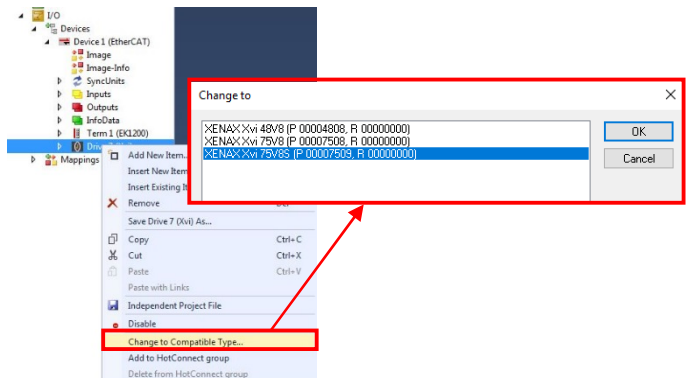 I/O
Devices
Device 1 (EtherCAT)
Image
Image-Info
SyncUnits
Inputs
Outputs
InfoData
Term 1 (EK1200)
Mappings
Add New Item...
Insert New Item
Insert Existing
Remove
Save Drive 7 (Xvi) As...
Copy Ctrl+C
Cut Ctrl+X
Paste Ctrl+V
Paste with Links
Independent Project File
Disable
Change to Compatible Type...
Add to HotConnect group
Delete from HotConnect group
Change to
XENAX Xvi 48V8 (P 00004808, R 00000000)
XENAX Xvi 75V8 (P 00007508, R 00000000)
XENAX Xvi 75V8S (P 00007509, R 00000000)
OK
Cancel